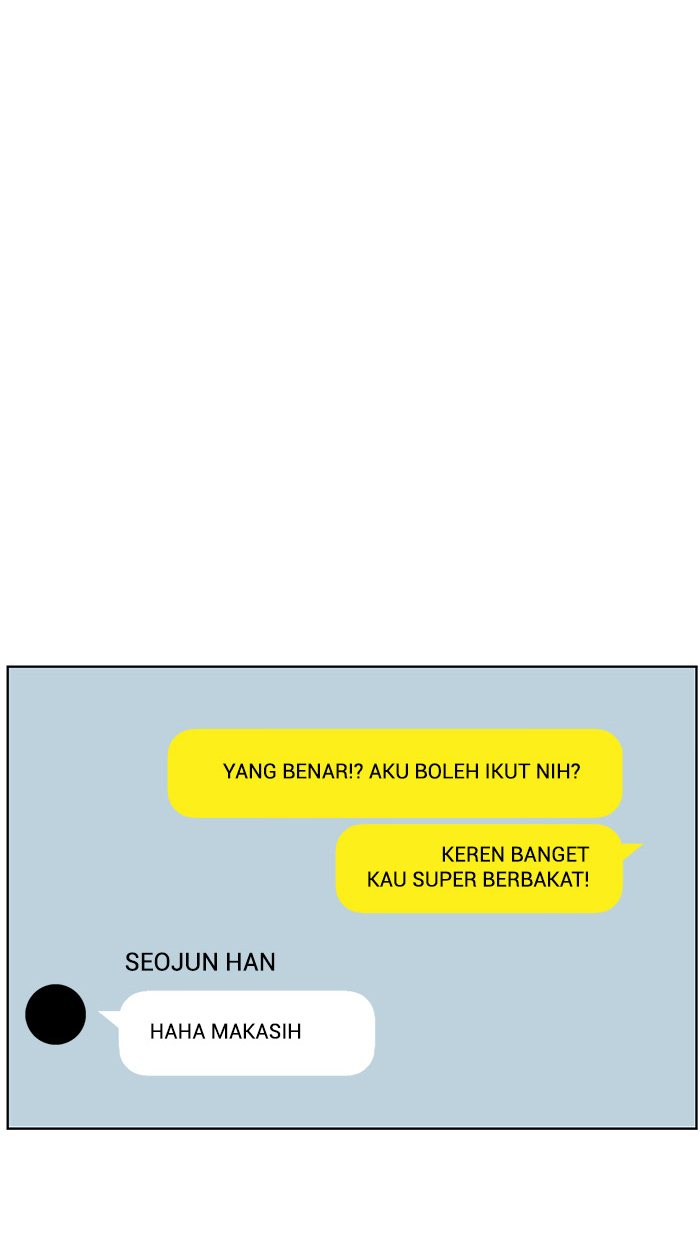 YANG BENAR!? AKU BOLEH IKUT NIH?
KEREN BANGET
KAU SUPER BERBAKAT!
SEOJUN HAN
HAHA MAKASIH